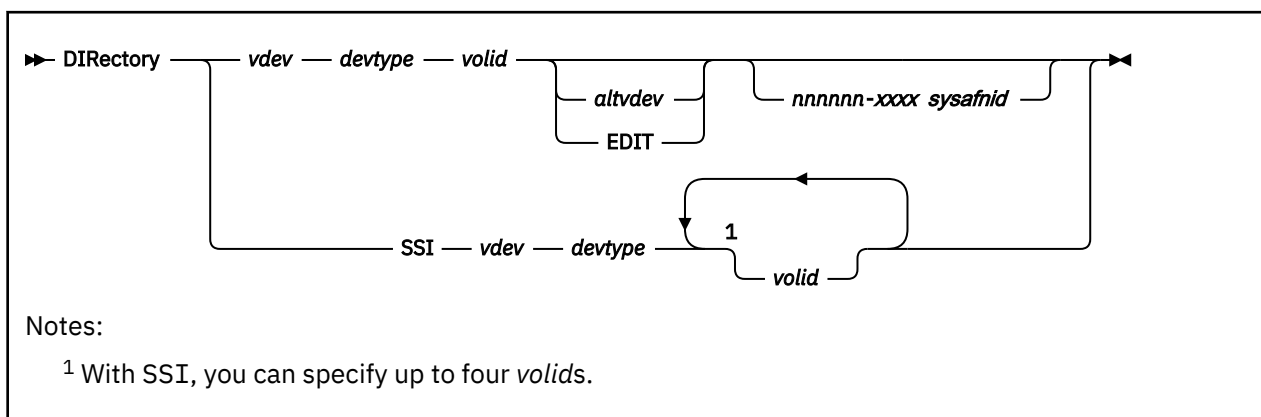 DIRectory vdev devtype volid
altvdev nnnnnn-xxxx sysafnid
EDIT
1
SSI vdev devtype
volid
Notes:
1 With SSI, you can specify up to four volids.